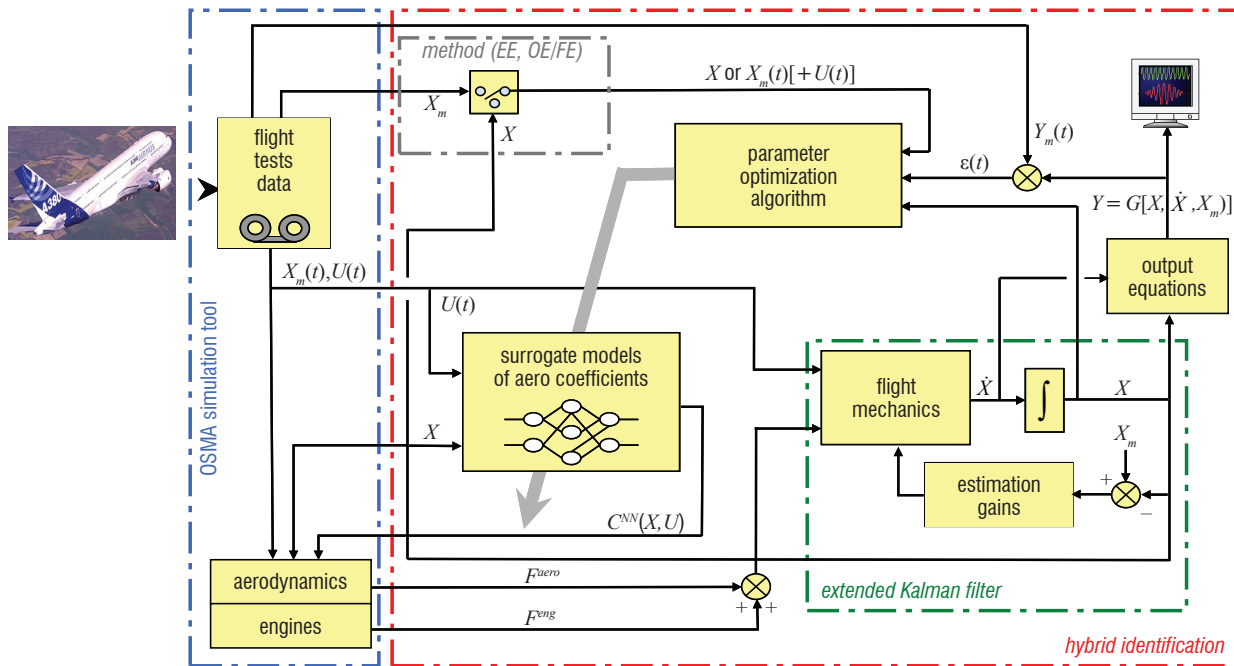 method (EE, OE/FE)
X_m
X
X or X_m(t)[+ U(t)]
flight
tests
data
A380
parameter
optimization
algorithm
ε(t)
Y_m(t)
Y = G[X, Ẋ, X_m)]
output
equations
X_m(t), U(t)
U(t)
OSMA simulation tool
surrogate models
of aero coefficients
X
flight
mechanics
Ẋ
∫
X
X_m
+
−
estimation
gains
C^NN(X, U)
aerodynamics
engines
F^aero
F^eng
+ +
extended Kalman filter
hybrid identification